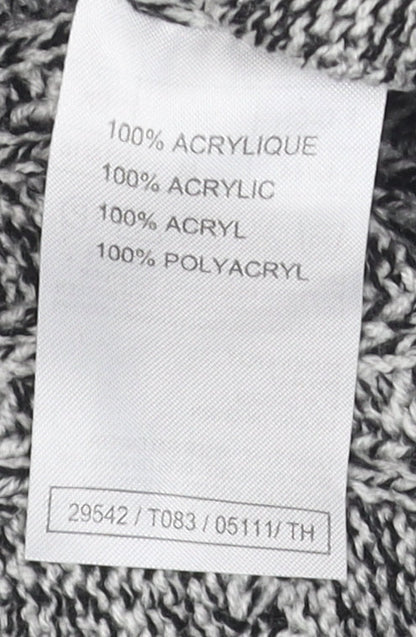 100% ACRYLIQUE
100% ACRYLIC
100% ACRYL
100% POLYACRYL
29542 / T083 / 05111/ TH